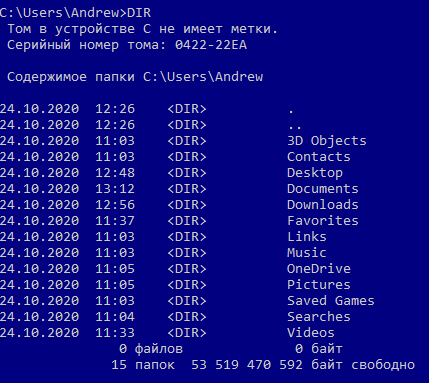 C:\Users\Andrew>DIR
Том в устройстве C не имеет метки.
Серийный номер тома: 0422-22EA
Содержимое папки C:\Users\Andrew
24.10.2020 12:26 <DIR> .
24.10.2020 12:26 <DIR> ..
24.10.2020 11:03 <DIR> 3D Objects
24.10.2020 11:03 <DIR> Contacts
24.10.2020 12:48 <DIR> Desktop
24.10.2020 13:12 <DIR> Documents
24.10.2020 12:56 <DIR> Downloads
24.10.2020 11:37 <DIR> Favorites
24.10.2020 11:03 <DIR> Links
24.10.2020 11:03 <DIR> Music
24.10.2020 11:05 <DIR> OneDrive
24.10.2020 11:05 <DIR> Pictures
24.10.2020 11:03 <DIR> Saved Games
24.10.2020 11:04 <DIR> Searches
24.10.2020 11:33 <DIR> Videos
0 файлов 0 байт
15 папок 53 519 470 592 байт свободно